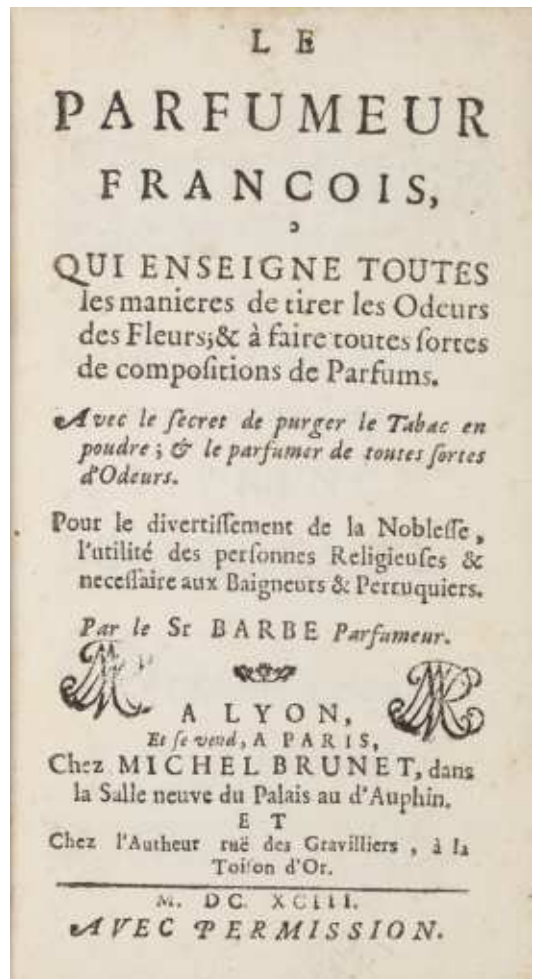 LE
PARFUMEUR
FRANCOIS,
QUI ENSEIGNE TOUTES
les manieres de tirer les Odeurs
des Fleurs; & à faire toutes ſortes
de compoſitions de Parfums.
Avec le ſecret de purger le Tabac en
poudre; & le parfumer de toutes ſortes
d'Odeurs.
Pour le divertiſſement de la Nobleſſe,
l'utilité des perſonnes Religieuſes &
neceſſaire aux Baigneurs & Perruquiers.
Par le Sr BARBE Parfumeur.
A LYON,
Et ſe vend, A PARIS,
Chez MICHEL BRUNET, dans
la Salle neuve du Palais au d'Auphin.
ET
Chez l'Autheur ruë des Gravilliers, à la
Toiſon d'Or.
M. DC. XCIII.
AVEC PERMISSION.